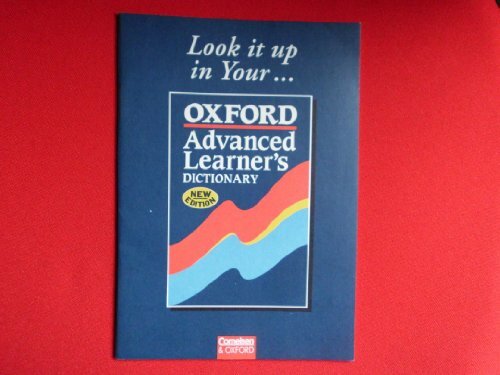 Look it up
in Your...
OXFORD
Advanced
Learner's
DICTIONARY
NEW
EDITION
Cornelsen
& OXFORD